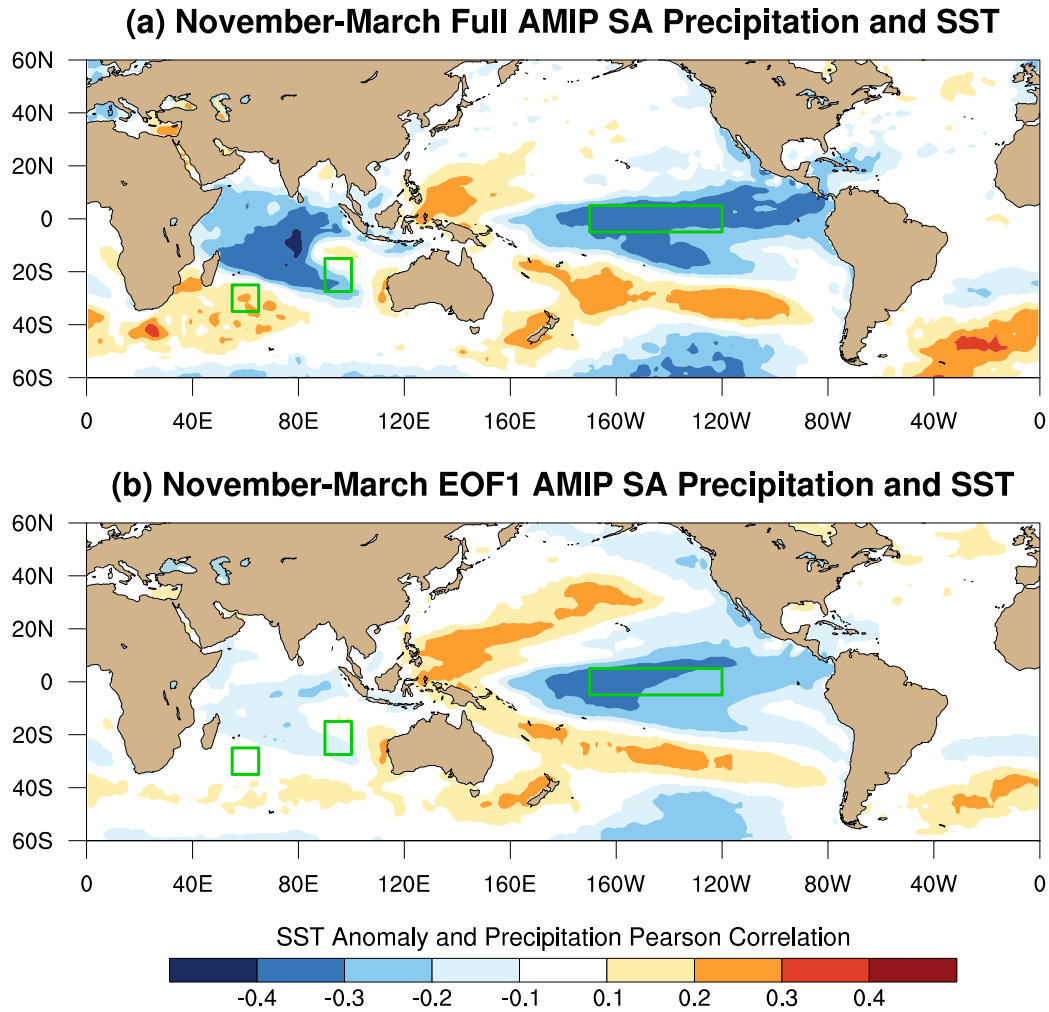 (a) November-March Full AMIP SA Precipitation and SST
60N
40N
20N
0
20S
40S
60S
0 40E 80E 120E 160E 160W 120W 80W 40W 0
(b) November-March EOF1 AMIP SA Precipitation and SST
60N
40N
20N
0
20S
40S
60S
0 40E 80E 120E 160E 160W 120W 80W 40W 0
SST Anomaly and Precipitation Pearson Correlation
-0.4 -0.3 -0.2 -0.1 0.1 0.2 0.3 0.4